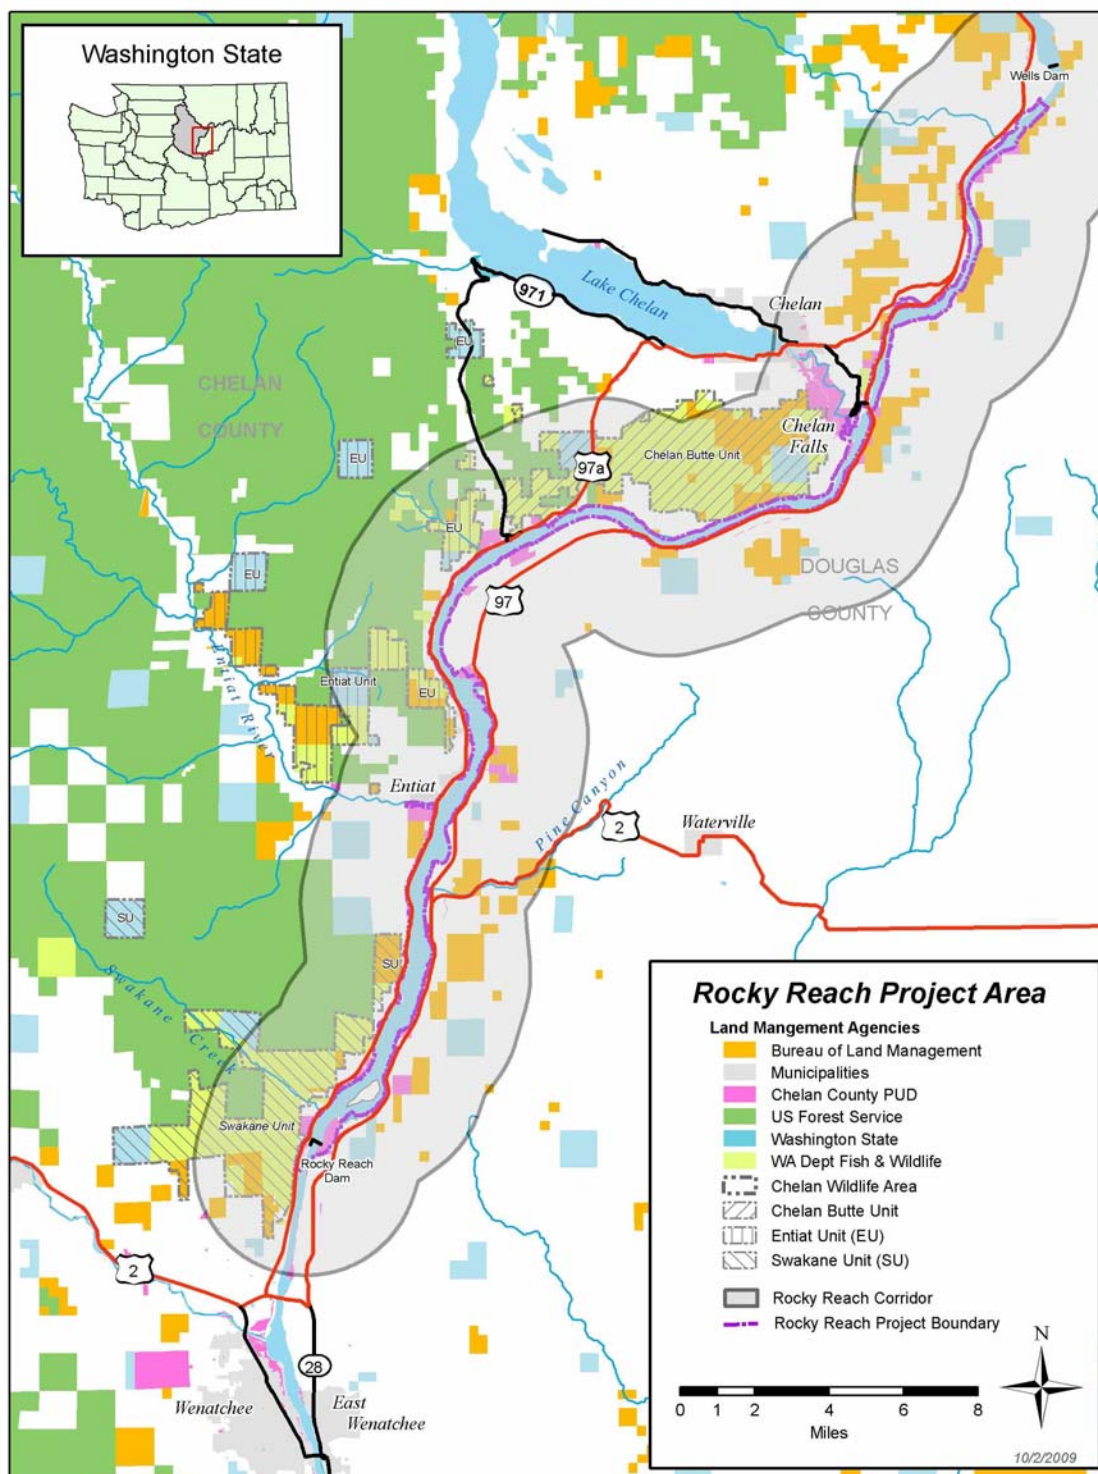 Washington State
Wells Dam
971
Lake Chelan
Chelan
EU
CHELAN
COUNTY
Chelan
Falls
Chelan Butte Unit
97a
EU
EU
EU
DOUGLAS
COUNTY
97
Entiat River
Entiat Unit
EU
Entiat
Pine Canyon
2
Waterville
SU
SU
Swakane Creek
Swakane Unit
Rocky Reach
Dam
2
28
Wenatchee
East
Wenatchee
Rocky Reach Project Area
Land Mangement Agencies
Bureau of Land Management
Municipalities
Chelan County PUD
US Forest Service
Washington State
WA Dept Fish & Wildlife
Chelan Wildlife Area
Chelan Butte Unit
Entiat Unit (EU)
Swakane Unit (SU)
Rocky Reach Corridor
Rocky Reach Project Boundary
N
0 1 2 4 6 8
Miles
10/2/2009